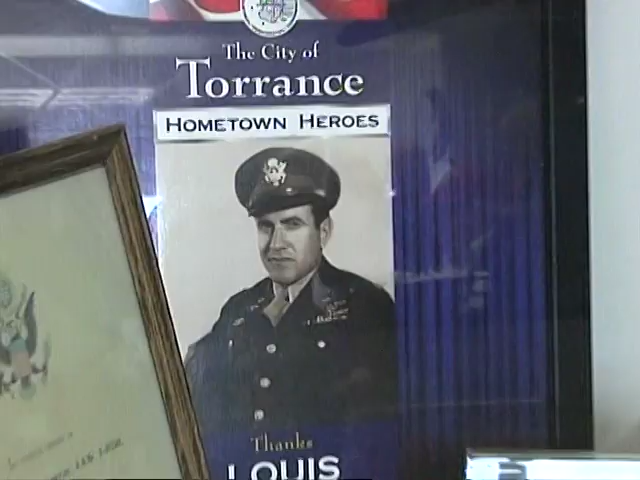 The City of
Torrance
HOMETOWN HEROES
Thanks
LOUIS